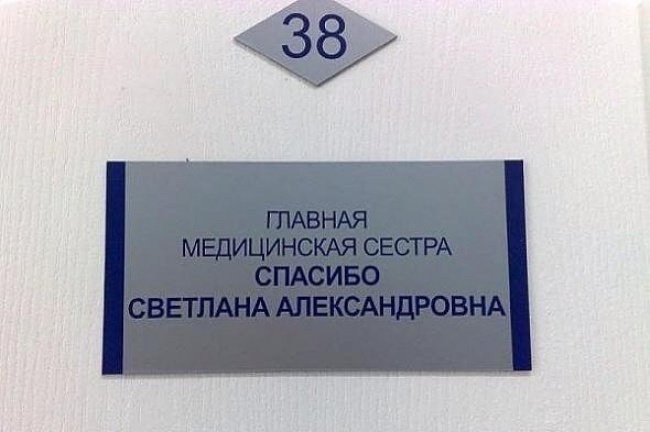 38
ГЛАВНАЯ
МЕДИЦИНСКАЯ СЕСТРА
СПАСИБО
СВЕТЛАНА АЛЕКСАНДРОВНА